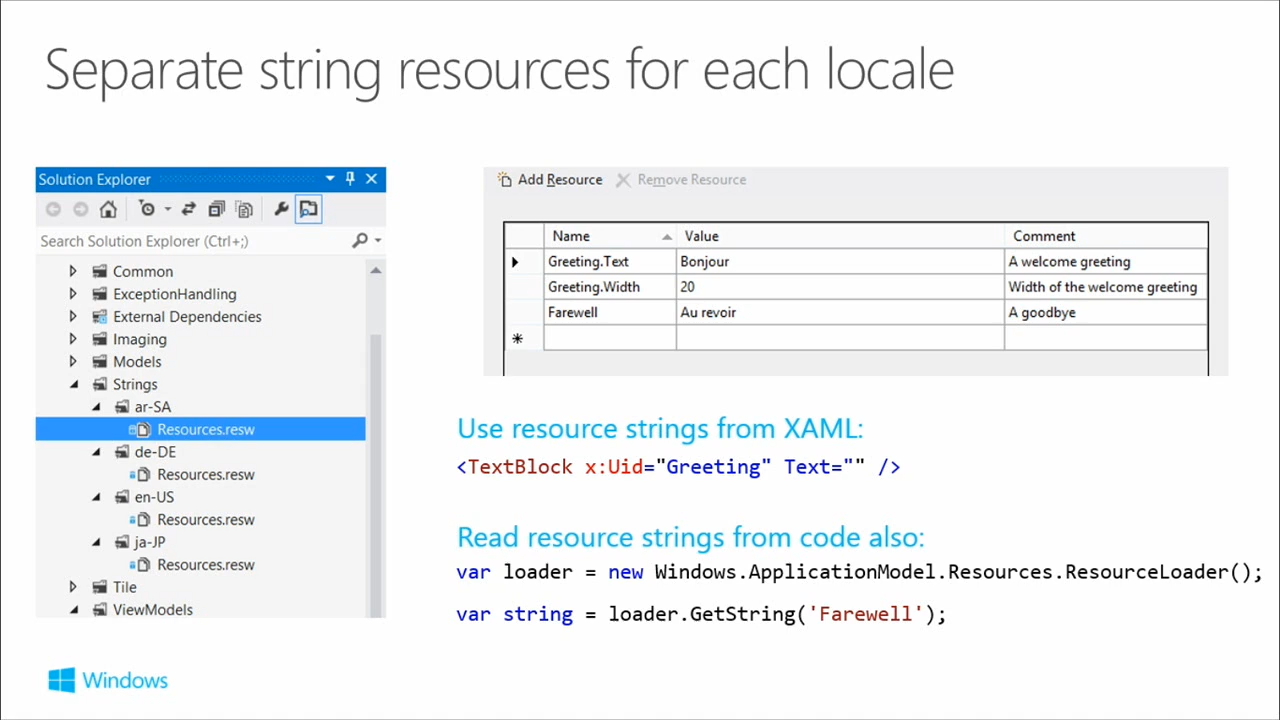 Separate string resources for each locale
Solution Explorer
Search Solution Explorer (Ctrl+;)
Common
ExceptionHandling
External Dependencies
Imaging
Models
Strings
ar-SA
Resources.resw
de-DE
Resources.resw
en-US
Resources.resw
ja-JP
Resources.resw
Tile
ViewModels
Add Resource Remove Resource
Name Value Comment
Greeting.Text Bonjour A welcome greeting
Greeting.Width 20 Width of the welcome greeting
Farewell Au revoir A goodbye
Use resource strings from XAML:
<TextBlock x:Uid="Greeting" Text="" />
Read resource strings from code also:
var loader = new Windows.ApplicationModel.Resources.ResourceLoader();
var string = loader.GetString('Farewell');
Windows